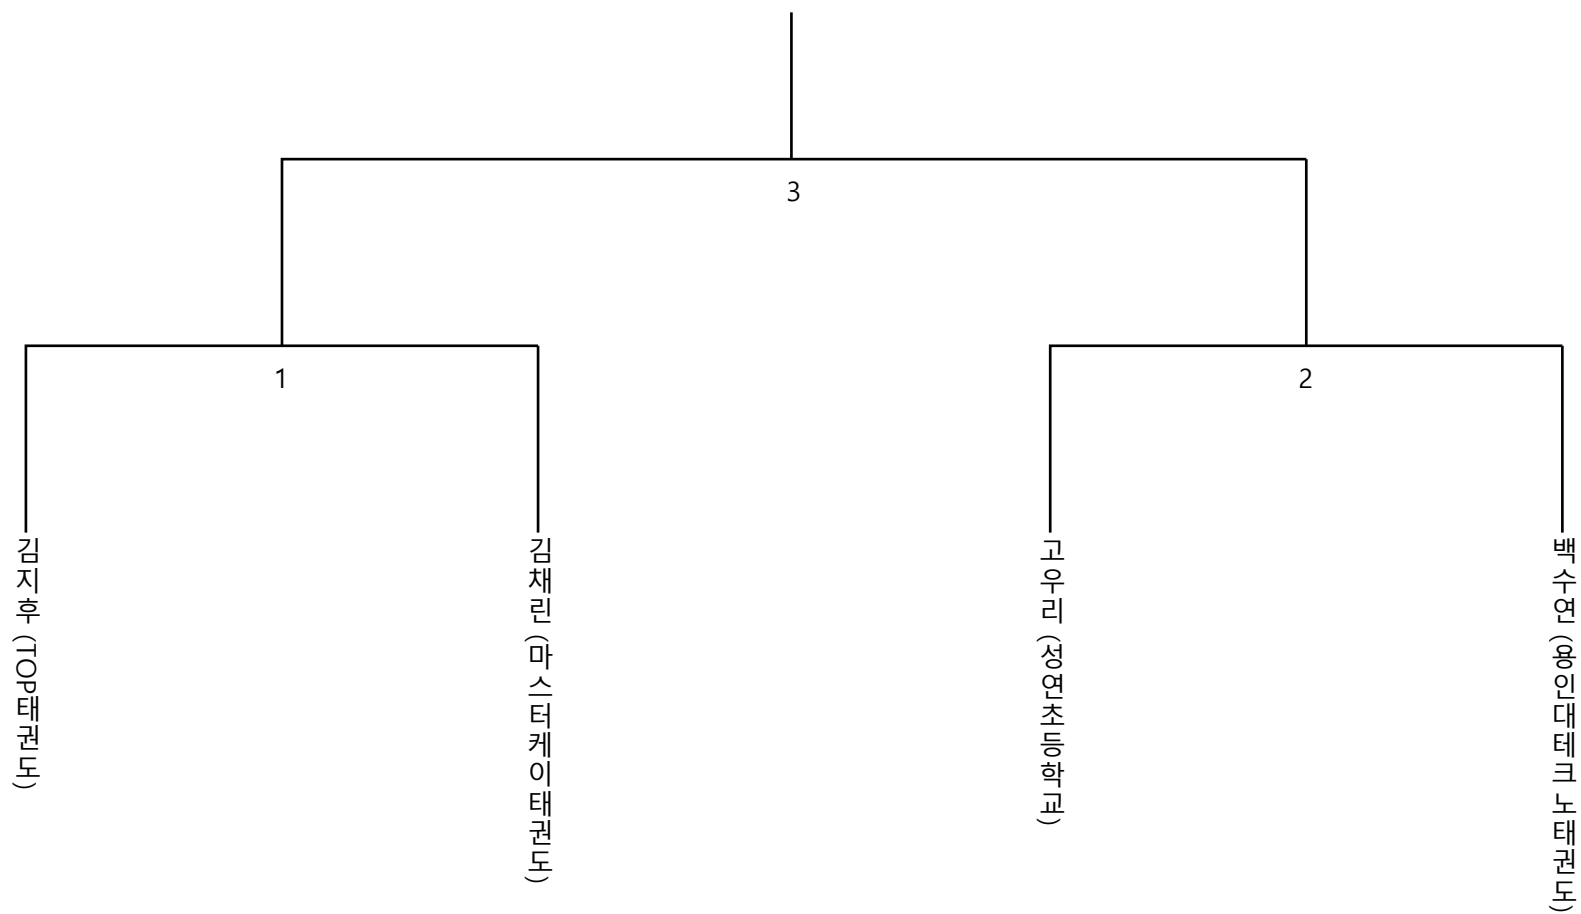 3
1
2
김지후 (TOP태권도)
김채린 (마스터케이태권도)
고우리 (성연초등학교)
백수연 (용인대테크노태권도)